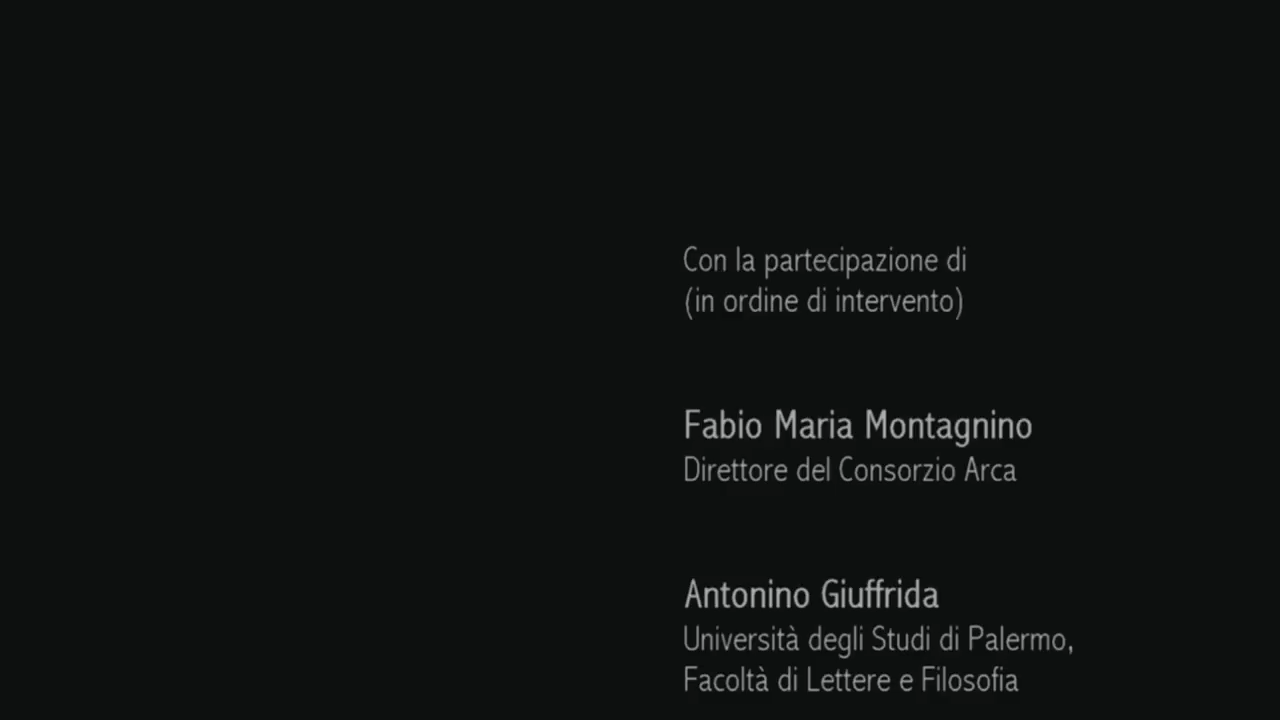 Con la partecipazione di
(in ordine di intervento)
Fabio Maria Montagnino
Direttore del Consorzio Arca
Antonino Giuffrida
Università degli Studi di Palermo,
Facoltà di Lettere e Filosofia